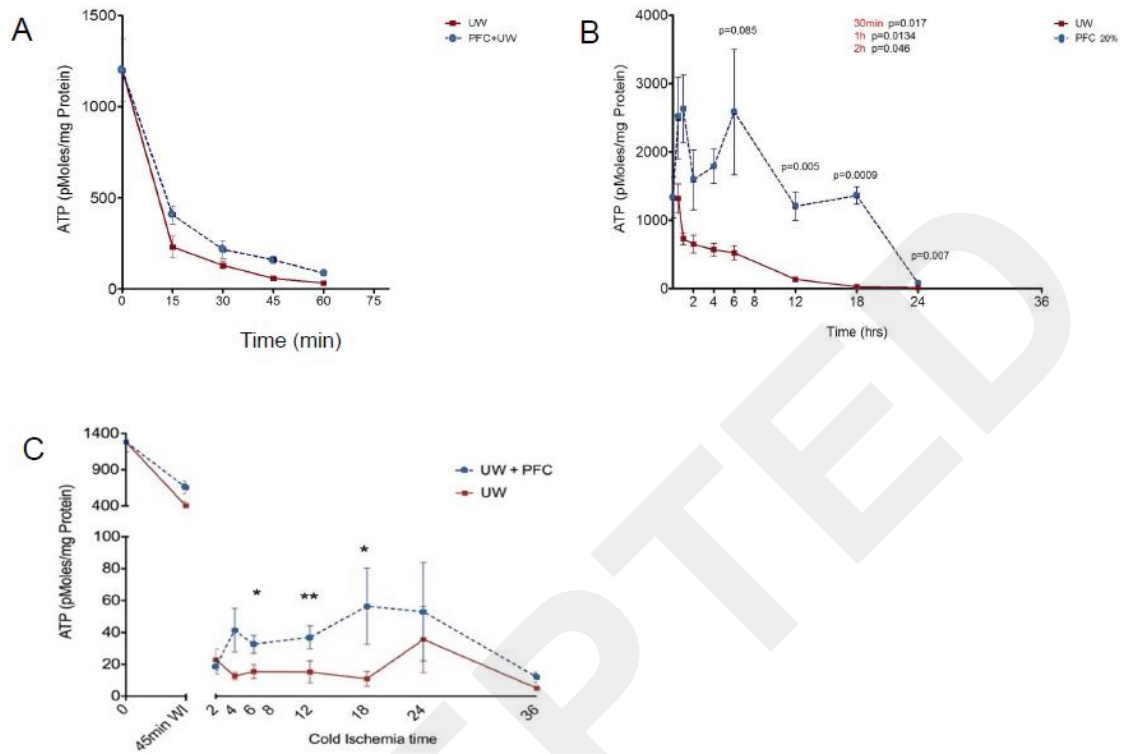 A
ATP (pMoles/mg Protein)
1500
1000
500
0
0 15 30 45 60 75
Time (min)
UW
PFC+UW
B
ATP (pMoles/mg Protein)
4000
3000
2000
1000
0
2 4 6 8 12 18 24 36
Time (hrs)
p=0.085
30min p=0.017
1h p=0.0134
2h p=0.046
p=0.005
p=0.0009
p=0.007
UW
PFC 20%
C
ATP (pMoles/mg Protein)
1400
900
400
100
80
60
40
20
0
* ** *
0 45min WI 2 4 6 8 12 18 24 36
Cold Ischemia time
UW + PFC
UW
PTED